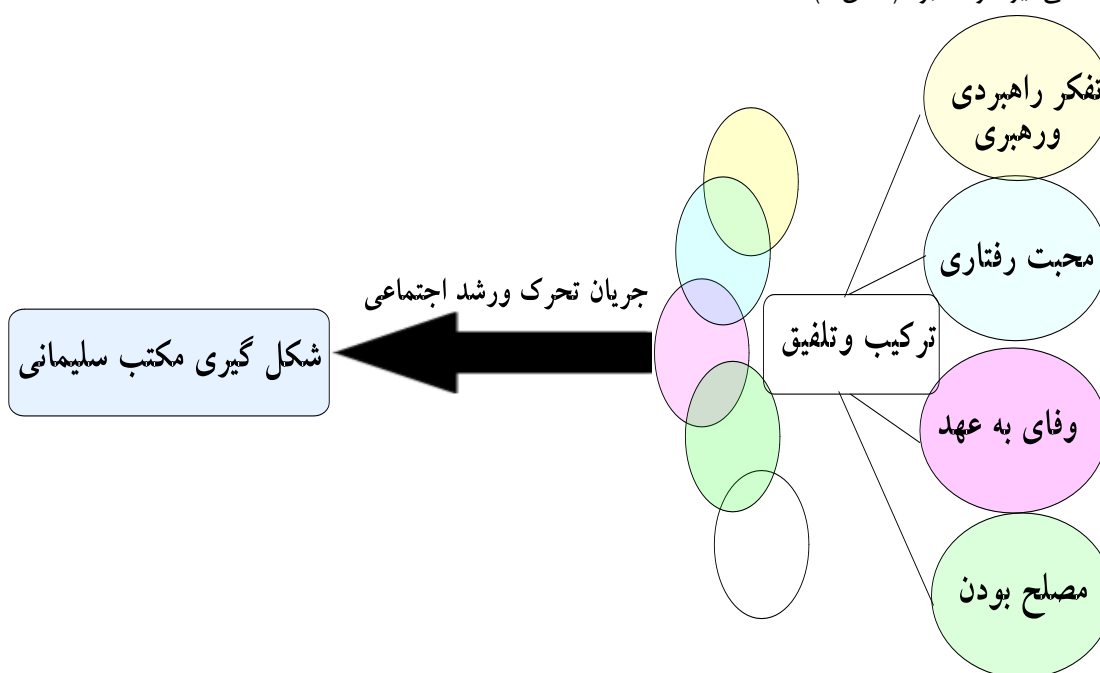 تفکر راهبردی
ورهبری
محبت رفتاری
جریان تحرک ورشد اجتماعی
ترکیب وتلفیق
شکل گیری مکتب سلیمانی
وفای به عهد
مصلح بودن